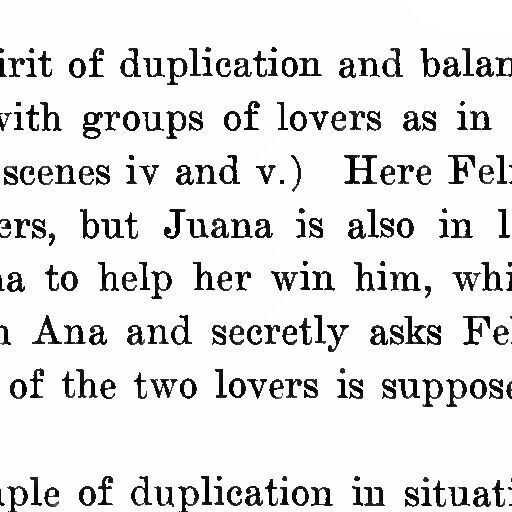 irit of duplication and balan
vith groups of lovers as in
scenes iv and v.) Here Feli
ers, but Juana is also in l
na to help her win him, whi
n Ana and secretly asks Fel
of the two lovers is suppose
nple of duplication in situati